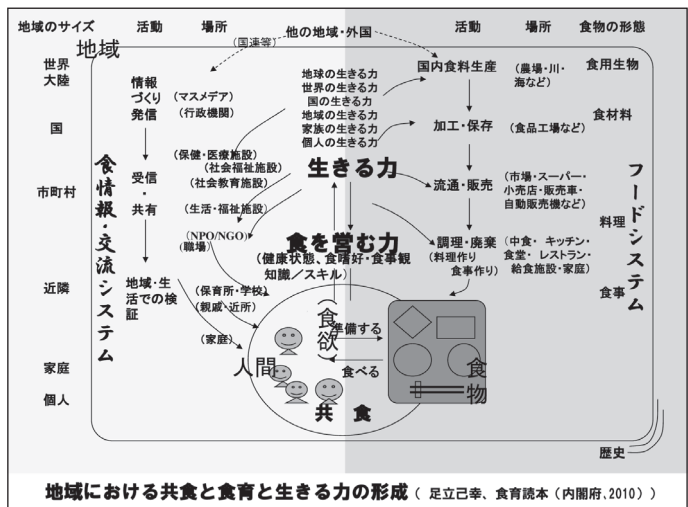 地域のサイズ 活動 場所 活動 場所 食物の形態
他の地域・外国
(国連等)
地域
世界
大陸
国
市町村
近隣
家庭
個人
食情報・交流システム
情報
づくり
発信
受信
・
共有
地域・生
活での検
証
(マスメデア)
(行政機関)
(保健・医療施設)
(社会福祉施設)
(社会教育施設)
(生活・福祉施設)
(NPO/NGO)
(職場)
(保育所・学校)
(親戚・近所)
(家庭)
地球の生きる力
世界の生きる力
国の生きる力
地域の生きる力
家族の生きる力
個人の生きる力
生きる力
食を営む力
(健康状態、食嗜好・食事観
知識/スキル)
(食欲)
準備する
食べる
人間
食物
共 食
国内食料生産
加工・保存
流通・販売
調理・廃棄
(料理作り
食事作り)
(農場・川・
海など)
(食品工場など)
(市場・スーパー・
小売店・販売車・
自動販売機など)
(中食・ キッチン・
食堂・ レストラン・
給食施設・家庭)
食用生物
食材料
料理
食事
フードシステム
歴史
地域における共食と食育と生きる力の形成( 足立己幸、食育読本(内閣府,2010))